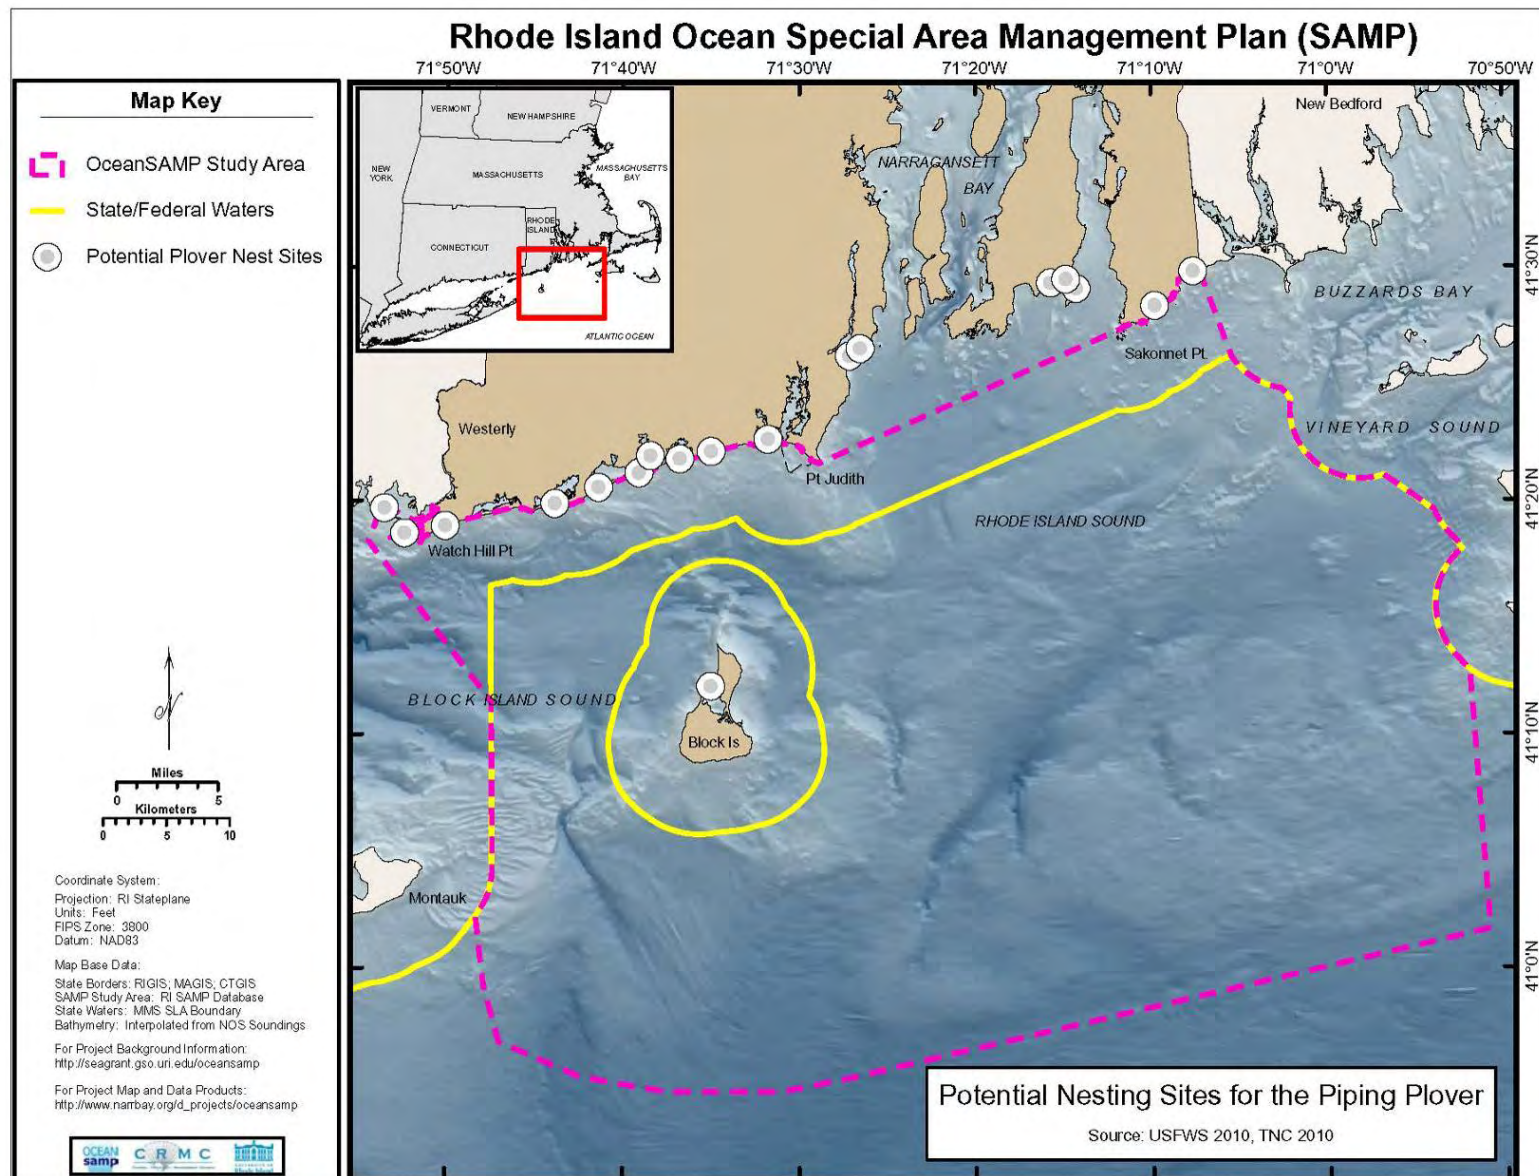 Rhode Island Ocean Special Area Management Plan (SAMP)
71°50'W
71°40'W
71°30'W
71°20'W
71°10'W
71°0'W
70°50'W
Map Key
OceanSAMP Study Area
State/Federal Waters
Potential Plover Nest Sites
VERMONT
NEW HAMPSHIRE
NEW
YORK
MASSACHUSETTS
MASSACHUSETTS
BAY
RHODE
ISLAND
CONNECTICUT
ATLANTIC OCEAN
New Bedford
NARRAGANSETT
BAY
BUZZARDS BAY
Sakonnet Pt.
VINEYARD SOUND
Westerly
Pt Judith
Watch Hill Pt
RHODE ISLAND SOUND
BLOCK ISLAND SOUND
Block Is
Montauk
41°30'N
41°20'N
41°10'N
41°0'N
N
Miles
0 5
Kilometers
0 5 10
Coordinate System:
Projection: RI Stateplane
Units: Feet
FIPS Zone: 3800
Datum: NAD83
Map Base Data:
State Borders: RIGIS; MAGIS; CTGIS
SAMP Study Area: RI SAMP Database
State Waters: MMS SLA Boundary
Bathymetry: Interpolated from NOS Soundings
For Project Background Information:
http://seagrant.gso.uri.edu/oceansamp
For Project Map and Data Products:
http://www.narrbay.org/d_projects/oceansamp
OCEAN
samp
CRMC
Rhode Island
Potential Nesting Sites for the Piping Plover
Source: USFWS 2010, TNC 2010